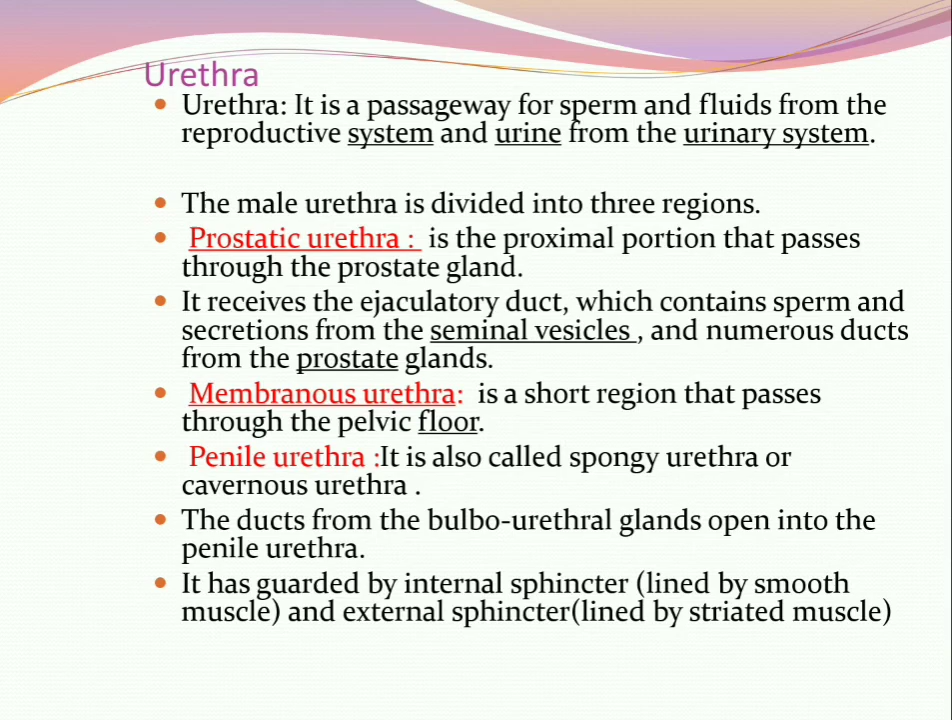 Urethra
Urethra: It is a passageway for sperm and fluids from the
reproductive system and urine from the urinary system.
The male urethra is divided into three regions.
Prostatic urethra : is the proximal portion that passes
through the prostate gland.
It receives the ejaculatory duct, which contains sperm and
secretions from the seminal vesicles , and numerous ducts
from the prostate glands.
Membranous urethra: is a short region that passes
through the pelvic floor.
Penile urethra :It is also called spongy urethra or
cavernous urethra .
The ducts from the bulbo-urethral glands open into the
penile urethra.
It has guarded by internal sphincter (lined by smooth
muscle) and external sphincter(lined by striated muscle)